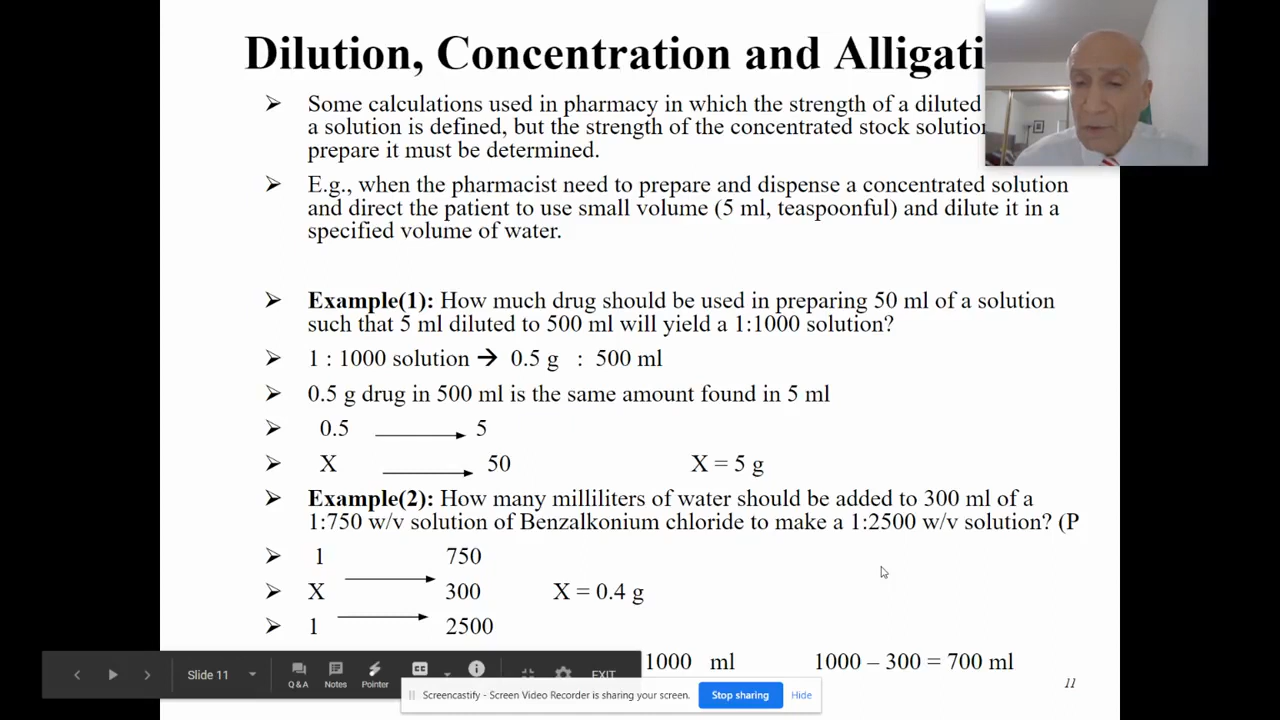 Dilution, Concentration and Alligati
Some calculations used in pharmacy in which the strength of a diluted
a solution is defined, but the strength of the concentrated stock solution
prepare it must be determined.
E.g., when the pharmacist need to prepare and dispense a concentrated solution
and direct the patient to use small volume (5 ml, teaspoonful) and dilute it in a
specified volume of water.
Example(1): How much drug should be used in preparing 50 ml of a solution
such that 5 ml diluted to 500 ml will yield a 1:1000 solution?
1 : 1000 solution → 0.5 g : 500 ml
0.5 g drug in 500 ml is the same amount found in 5 ml
0.5 5
X 50 X = 5 g
Example(2): How many milliliters of water should be added to 300 ml of a
1:750 w/v solution of Benzalkonium chloride to make a 1:2500 w/v solution? (P
1 750
X 300 X = 0.4 g
1 2500
1000 ml 1000 – 300 = 700 ml
Slide 11 Q & A Notes Pointer CC EXIT
11
Screencastify - Screen Video Recorder is sharing your screen. Stop sharing Hide